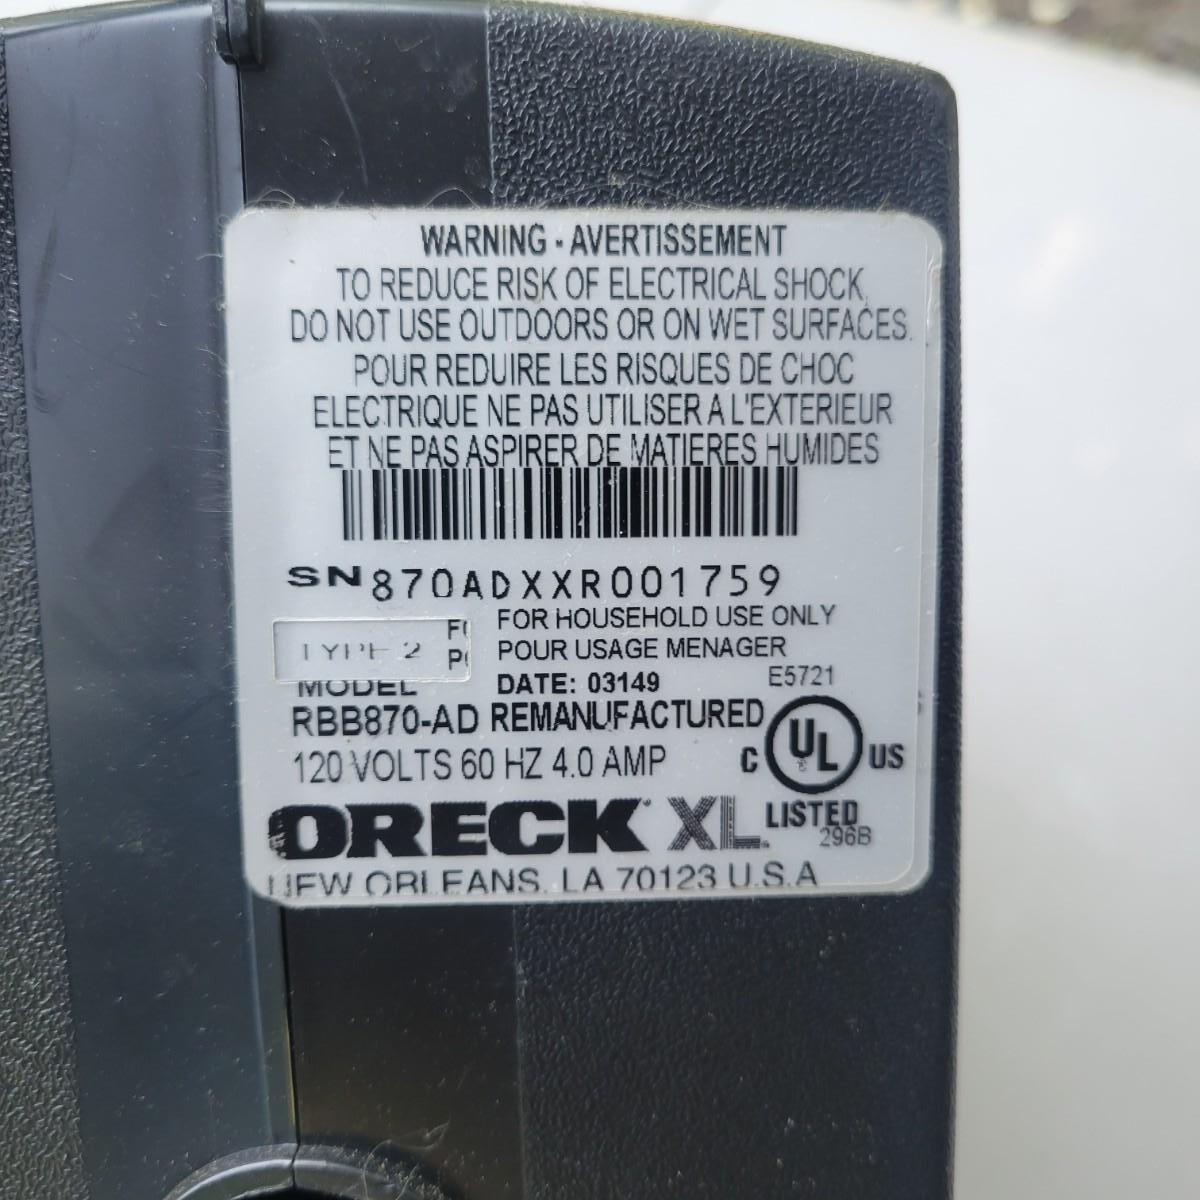 WARNING - AVERTISSEMENT
TO REDUCE RISK OF ELECTRICAL SHOCK,
DO NOT USE OUTDOORS OR ON WET SURFACES.
POUR REDUIRE LES RISQUES DE CHOC
ELECTRIQUE NE PAS UTILISER A L'EXTERIEUR
ET NE PAS ASPIRER DE MATIERES HUMIDES
SN 870ADXXR001759
FOR HOUSEHOLD USE ONLY
TYPE 2 POUR USAGE MENAGER
MODEL DATE: 03149 E5721
RBB870-AD REMANUFACTURED
120 VOLTS 60 HZ 4.0 AMP
C UL US
LISTED
296B
ORECK XL
NEW ORLEANS, LA 70123 U.S.A